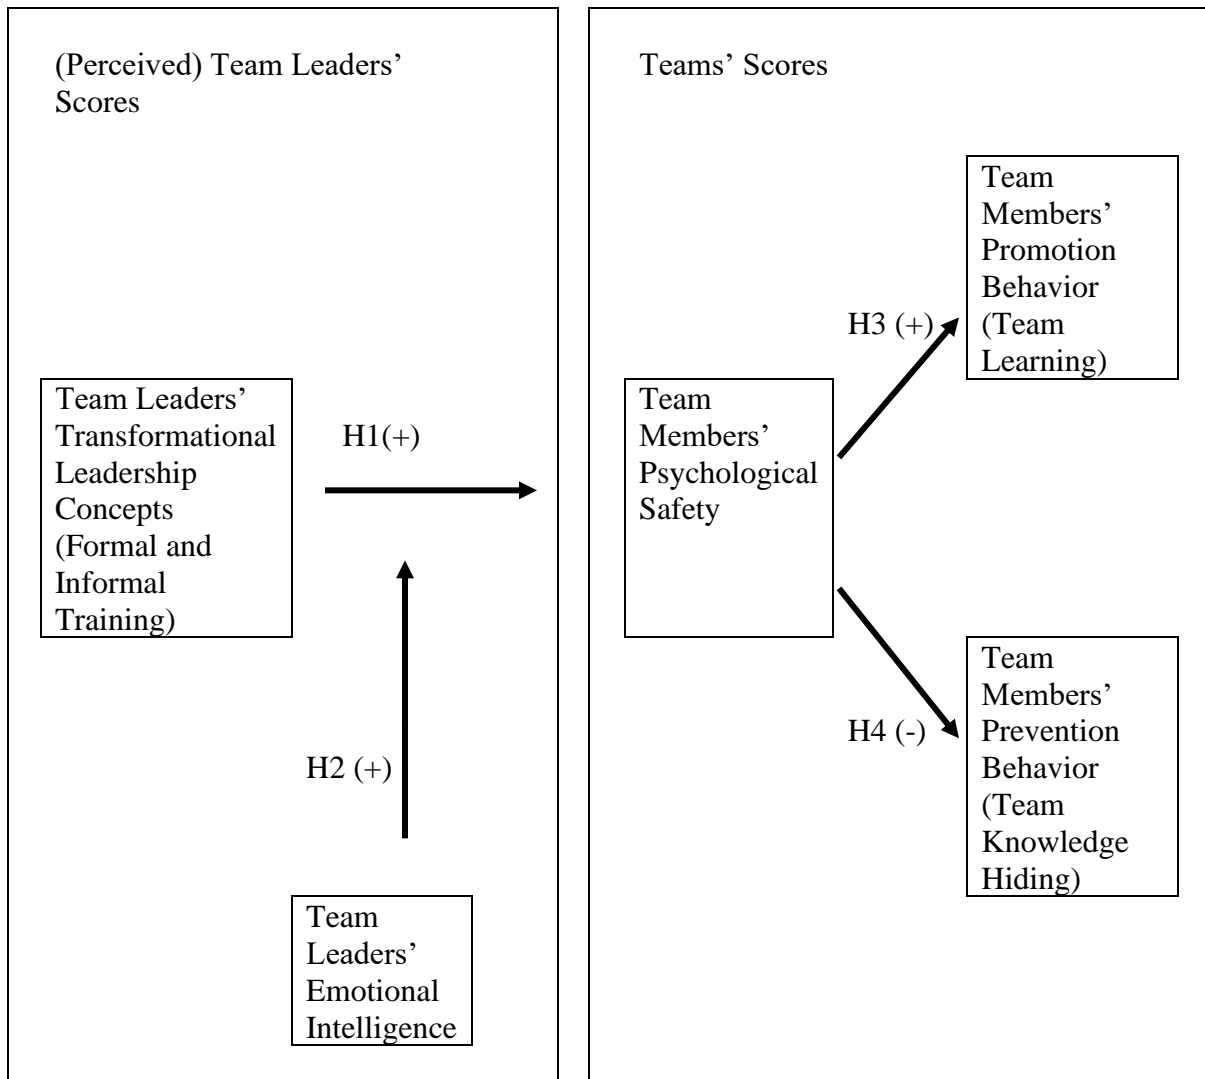 (Perceived) Team Leaders’
Scores
Team Leaders’
Transformational
Leadership
Concepts
(Formal and
Informal
Training)
H1(+)
H2 (+)
Team
Leaders’
Emotional
Intelligence
Teams’ Scores
Team
Members’
Psychological
Safety
H3 (+)
Team
Members’
Promotion
Behavior
(Team
Learning)
H4 (-)
Team
Members’
Prevention
Behavior
(Team
Knowledge
Hiding)